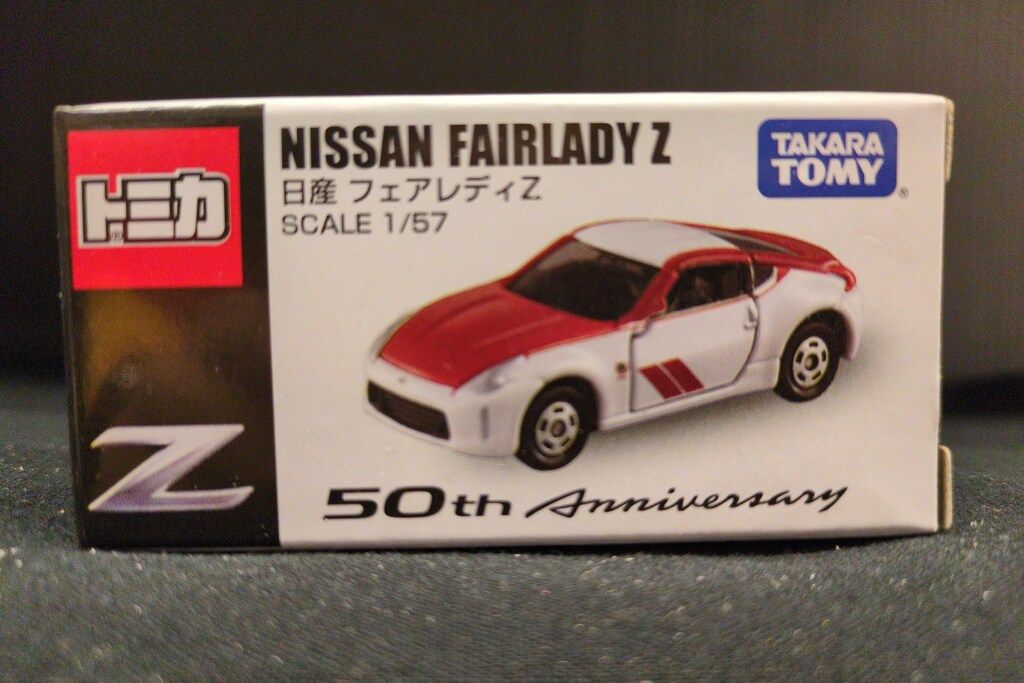 NISSAN FAIRLADY Z
日産 フェアレディZ
SCALE 1/57
TAKARA
TOMY®
トミカ®
Z
50th Anniversary